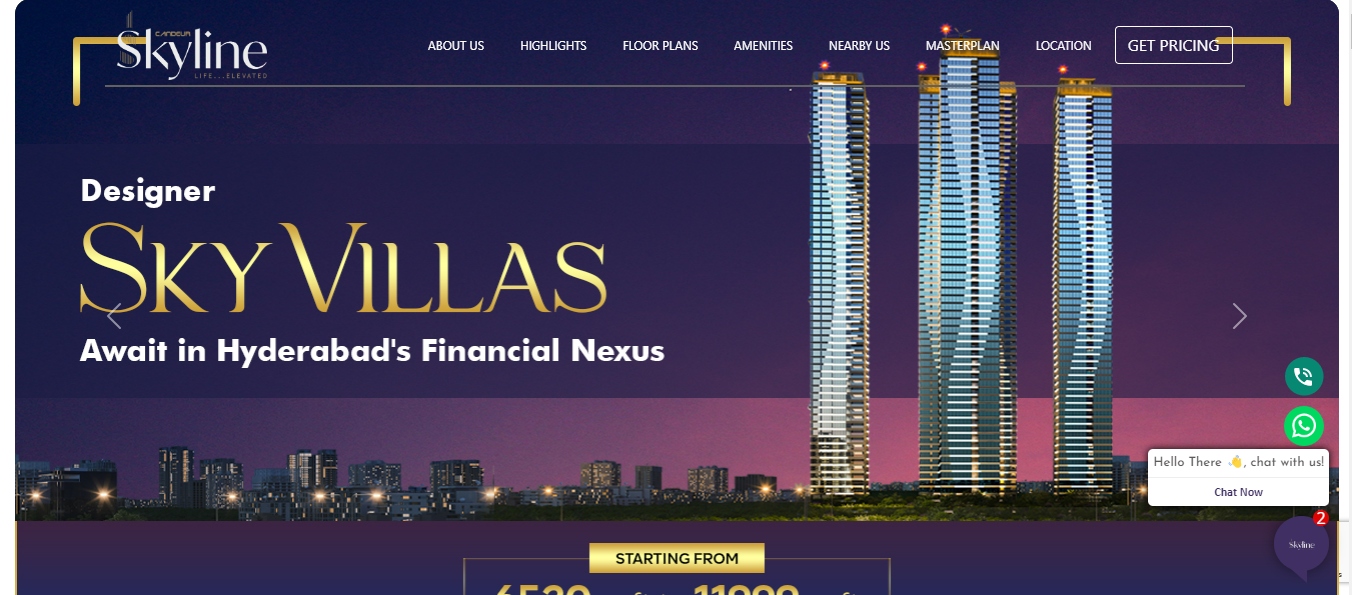 CANDEUR
Skyline
LIFE...ELEVATED
ABOUT US HIGHLIGHTS FLOOR PLANS AMENITIES NEARBY US MASTERPLAN LOCATION GET PRICING
Designer
SKY VILLAS
Await in Hyderabad's Financial Nexus
Hello There 👋, chat with us!
Chat Now
2
Skyline
STARTING FROM